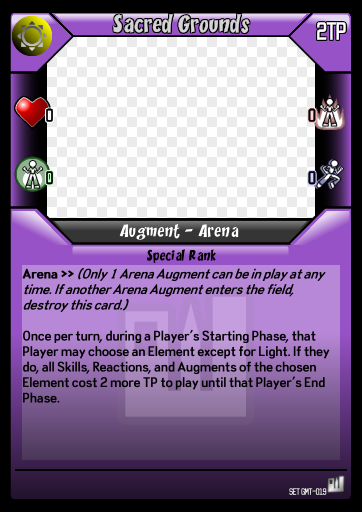 Sacred Grounds
2TP
0
0
0
0
Augment - Arena
Special Rank
Arena >> (Only 1 Arena Augment can be in play at any
time. If another Arena Augment enters the field,
destroy this card.)
Once per turn, during a Player's Starting Phase, that
Player may choose an Element except for Light. If they
do, all Skills, Reactions, and Augments of the chosen
Element cost 2 more TP to play until that Player's End
Phase.
SET GMT-019